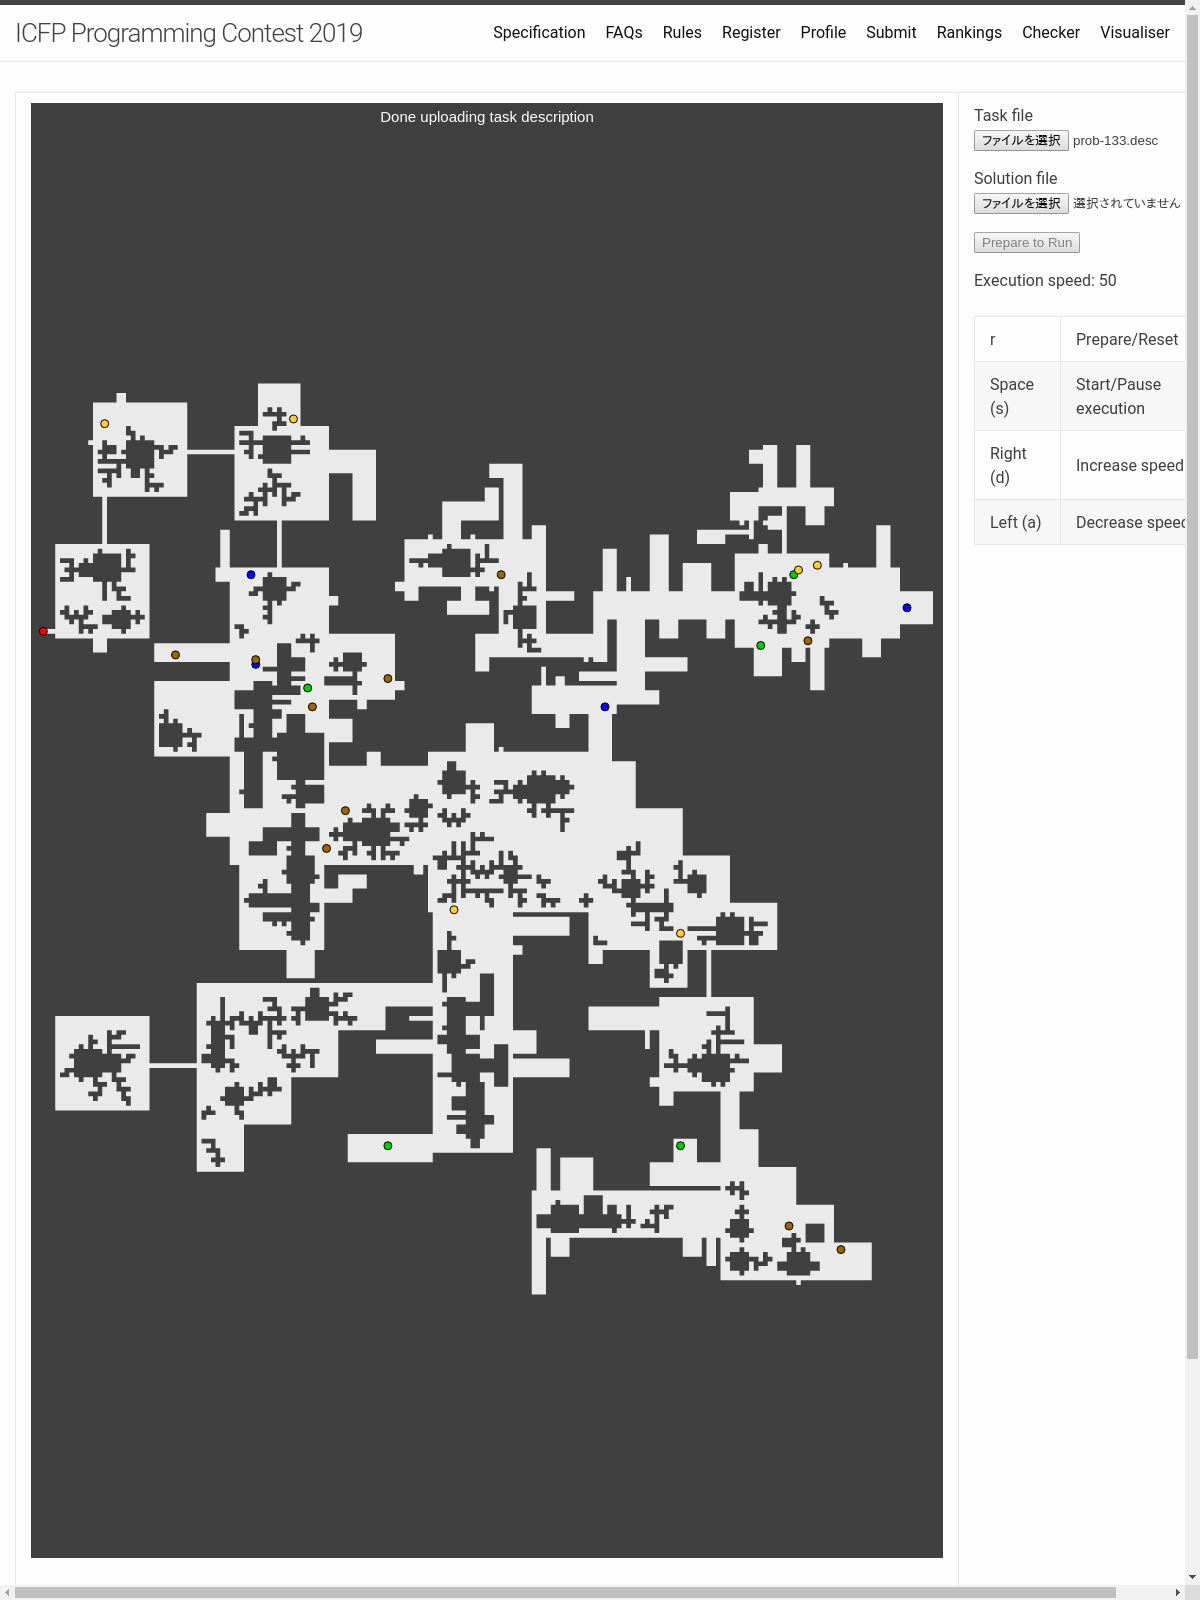 ICFP Programming Contest 2019
Specification FAQs Rules Register Profile Submit Rankings Checker Visualiser
Done uploading task description
Task file
ファイルを選択 prob-133.desc
Solution file
ファイルを選択 選択されていません
Prepare to Run
Execution speed: 50
r Prepare/Reset
Space (s) Start/Pause execution
Right (d) Increase speed
Left (a) Decrease speed